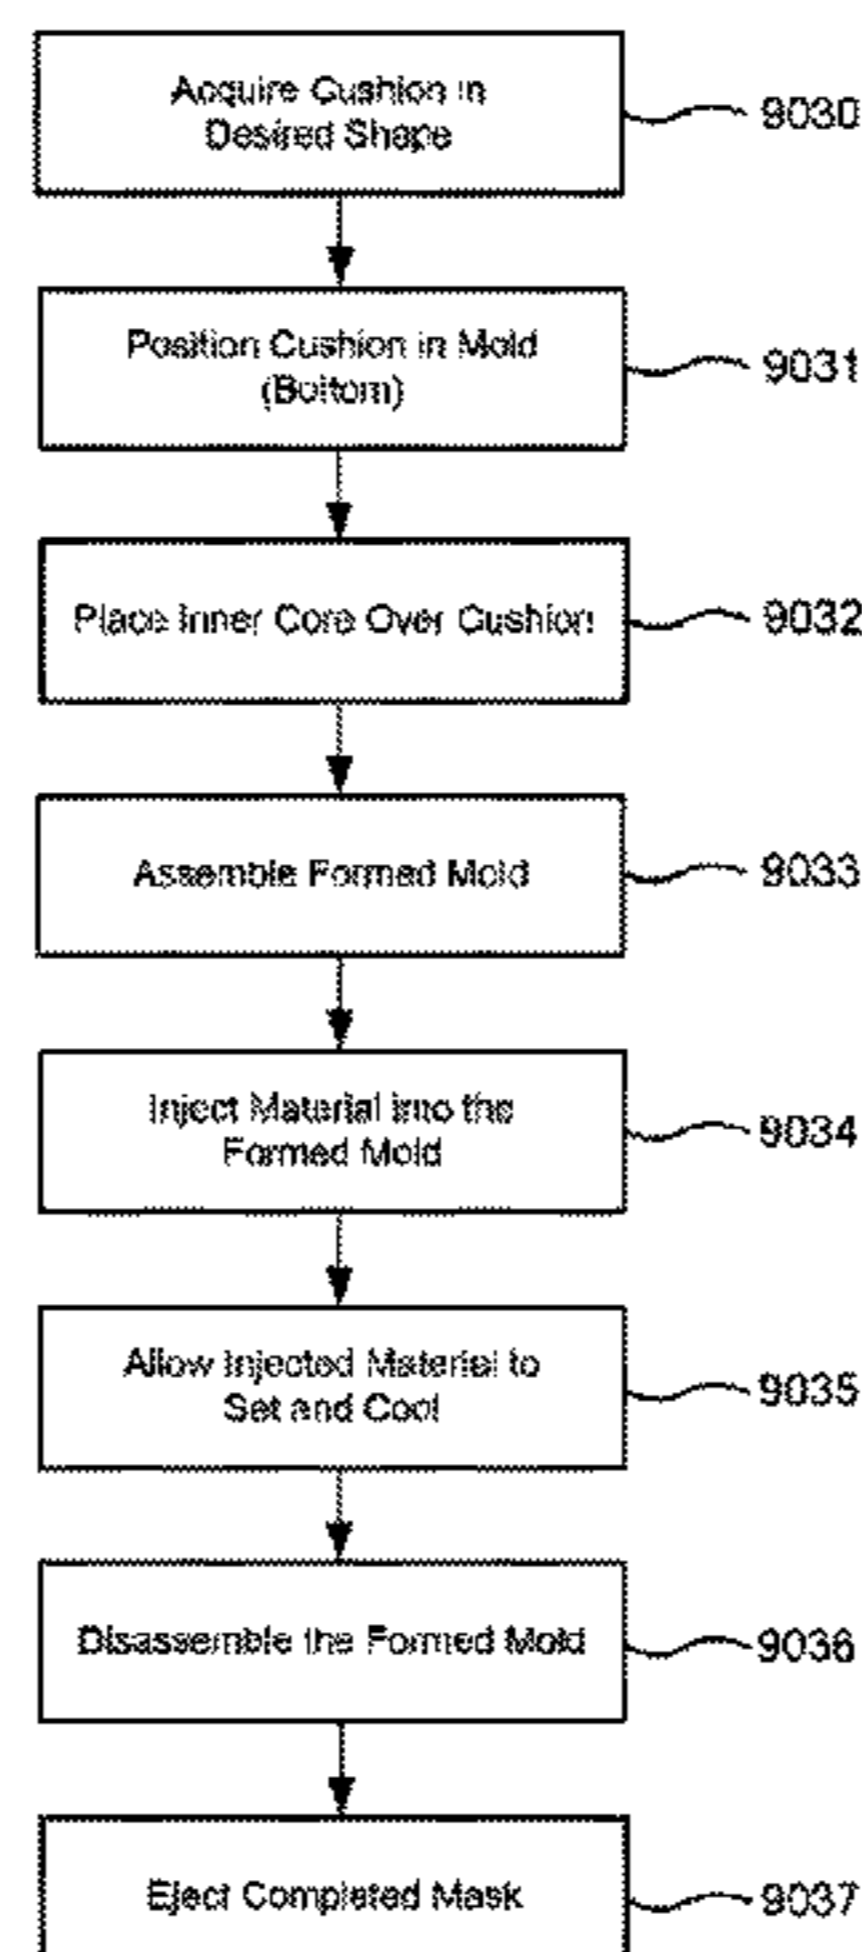 Acquire Cushion in
Desired Shape
9030
Position Cushion in Mold
(Bottom)
9031
Place Inner Core Over Cushion
9032
Assemble Formed Mold
9033
Inject Material into the
Formed Mold
9034
Allow Injected Material to
Set and Cool
9035
Disassemble the Formed Mold
9036
Eject Completed Mask
9037